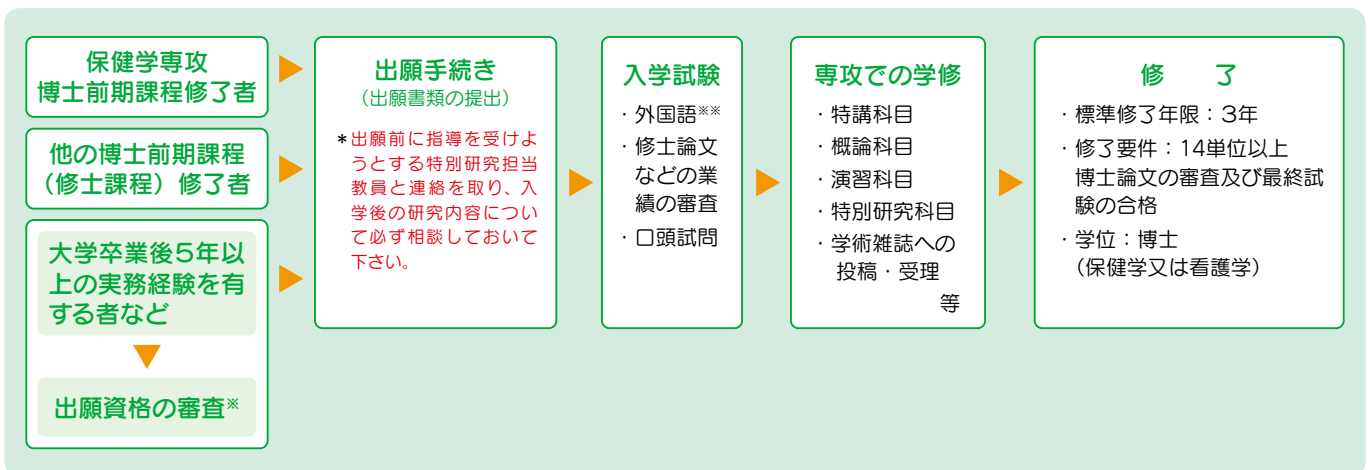 保健学専攻
博士前期課程修了者
他の博士前期課程
（修士課程）修了者
大学卒業後5年以
上の実務経験を有
する者など
出願資格の審査※
出願手続き
（出願書類の提出）
*出願前に指導を受けよ
うとする特別研究担当
教員と連絡を取り、入
学後の研究内容につい
て必ず相談しておいて
下さい。
入学試験
・外国語※※
・修士論文
などの業
績の審査
・口頭試問
専攻での学修
・特講科目
・概論科目
・演習科目
・特別研究科目
・学術雑誌への
投稿・受理
等
修　了
・標準修了年限：3年
・修了要件：14単位以上
博士論文の審査及び最終試
験の合格
・学位：博士
（保健学又は看護学）